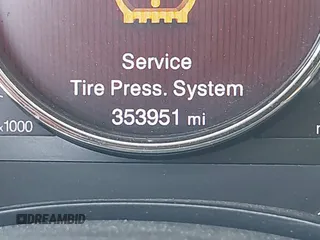 Service
Tire Press. System
353951 mi
x1000
DREAMBID